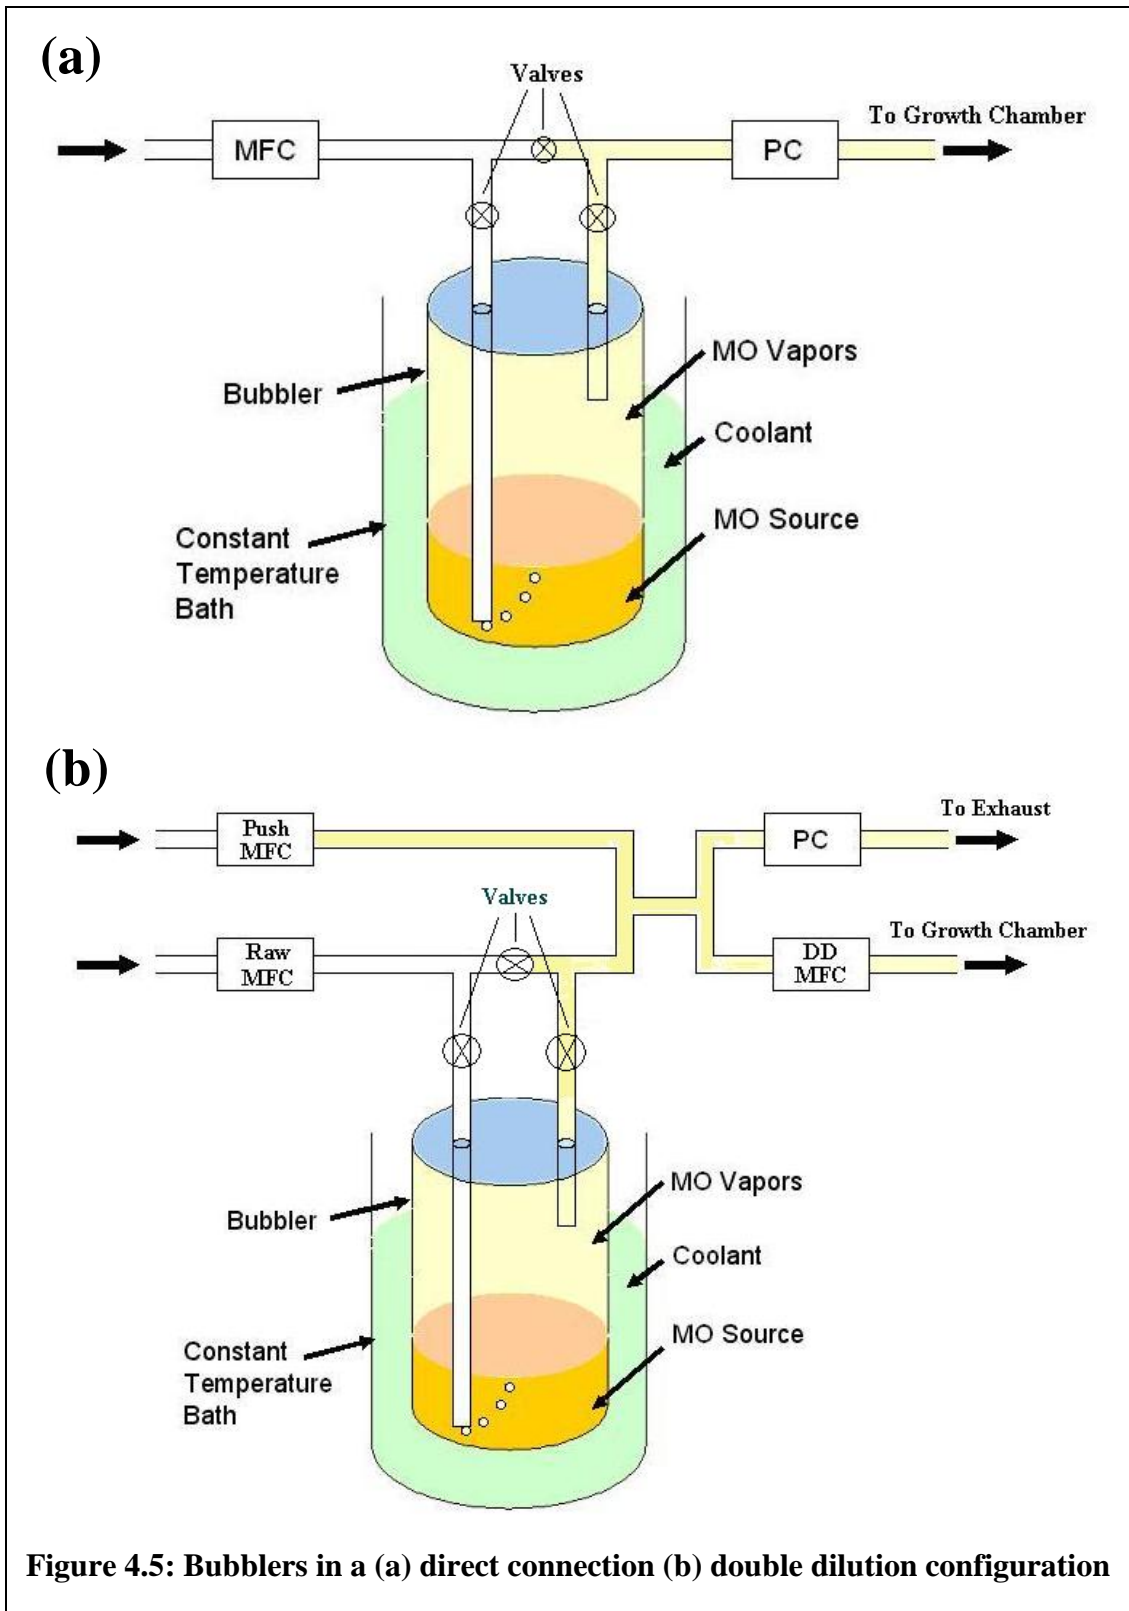 (a)
Valves
To Growth Chamber
MFC
PC
MO Vapors
Bubbler
Coolant
MO Source
Constant
Temperature
Bath
(b)
To Exhaust
Push
MFC
PC
Valves
To Growth Chamber
Raw
MFC
DD
MFC
MO Vapors
Bubbler
Coolant
MO Source
Constant
Temperature
Bath
Figure 4.5: Bubblers in a (a) direct connection (b) double dilution configuration